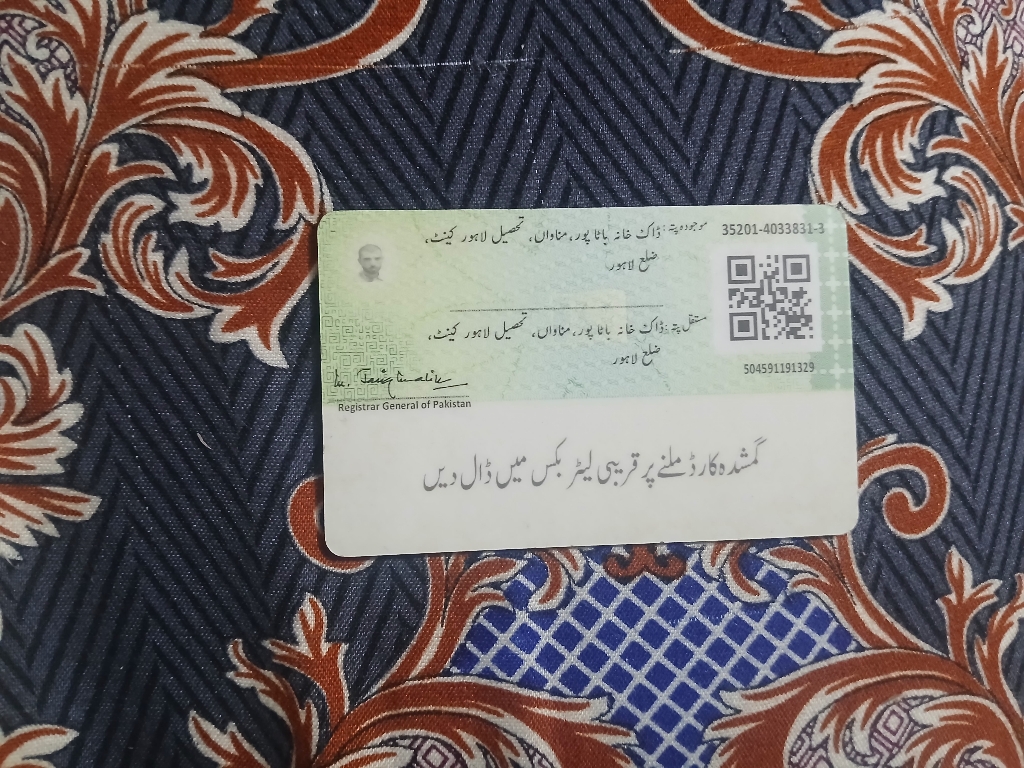 35201-4033831-3
موجودہ پتہ: ڈاک خانہ باٹا پور، مناواں، تحصیل لاہور کینٹ،
ضلع لاہور
مستقل پتہ: ڈاک خانہ باٹا پور، مناواں، تحصیل لاہور کینٹ،
ضلع لاہور
504591191329
Registrar General of Pakistan
گمشدہ کارڈ ملنے پر قریبی لیٹر بکس میں ڈال دیں